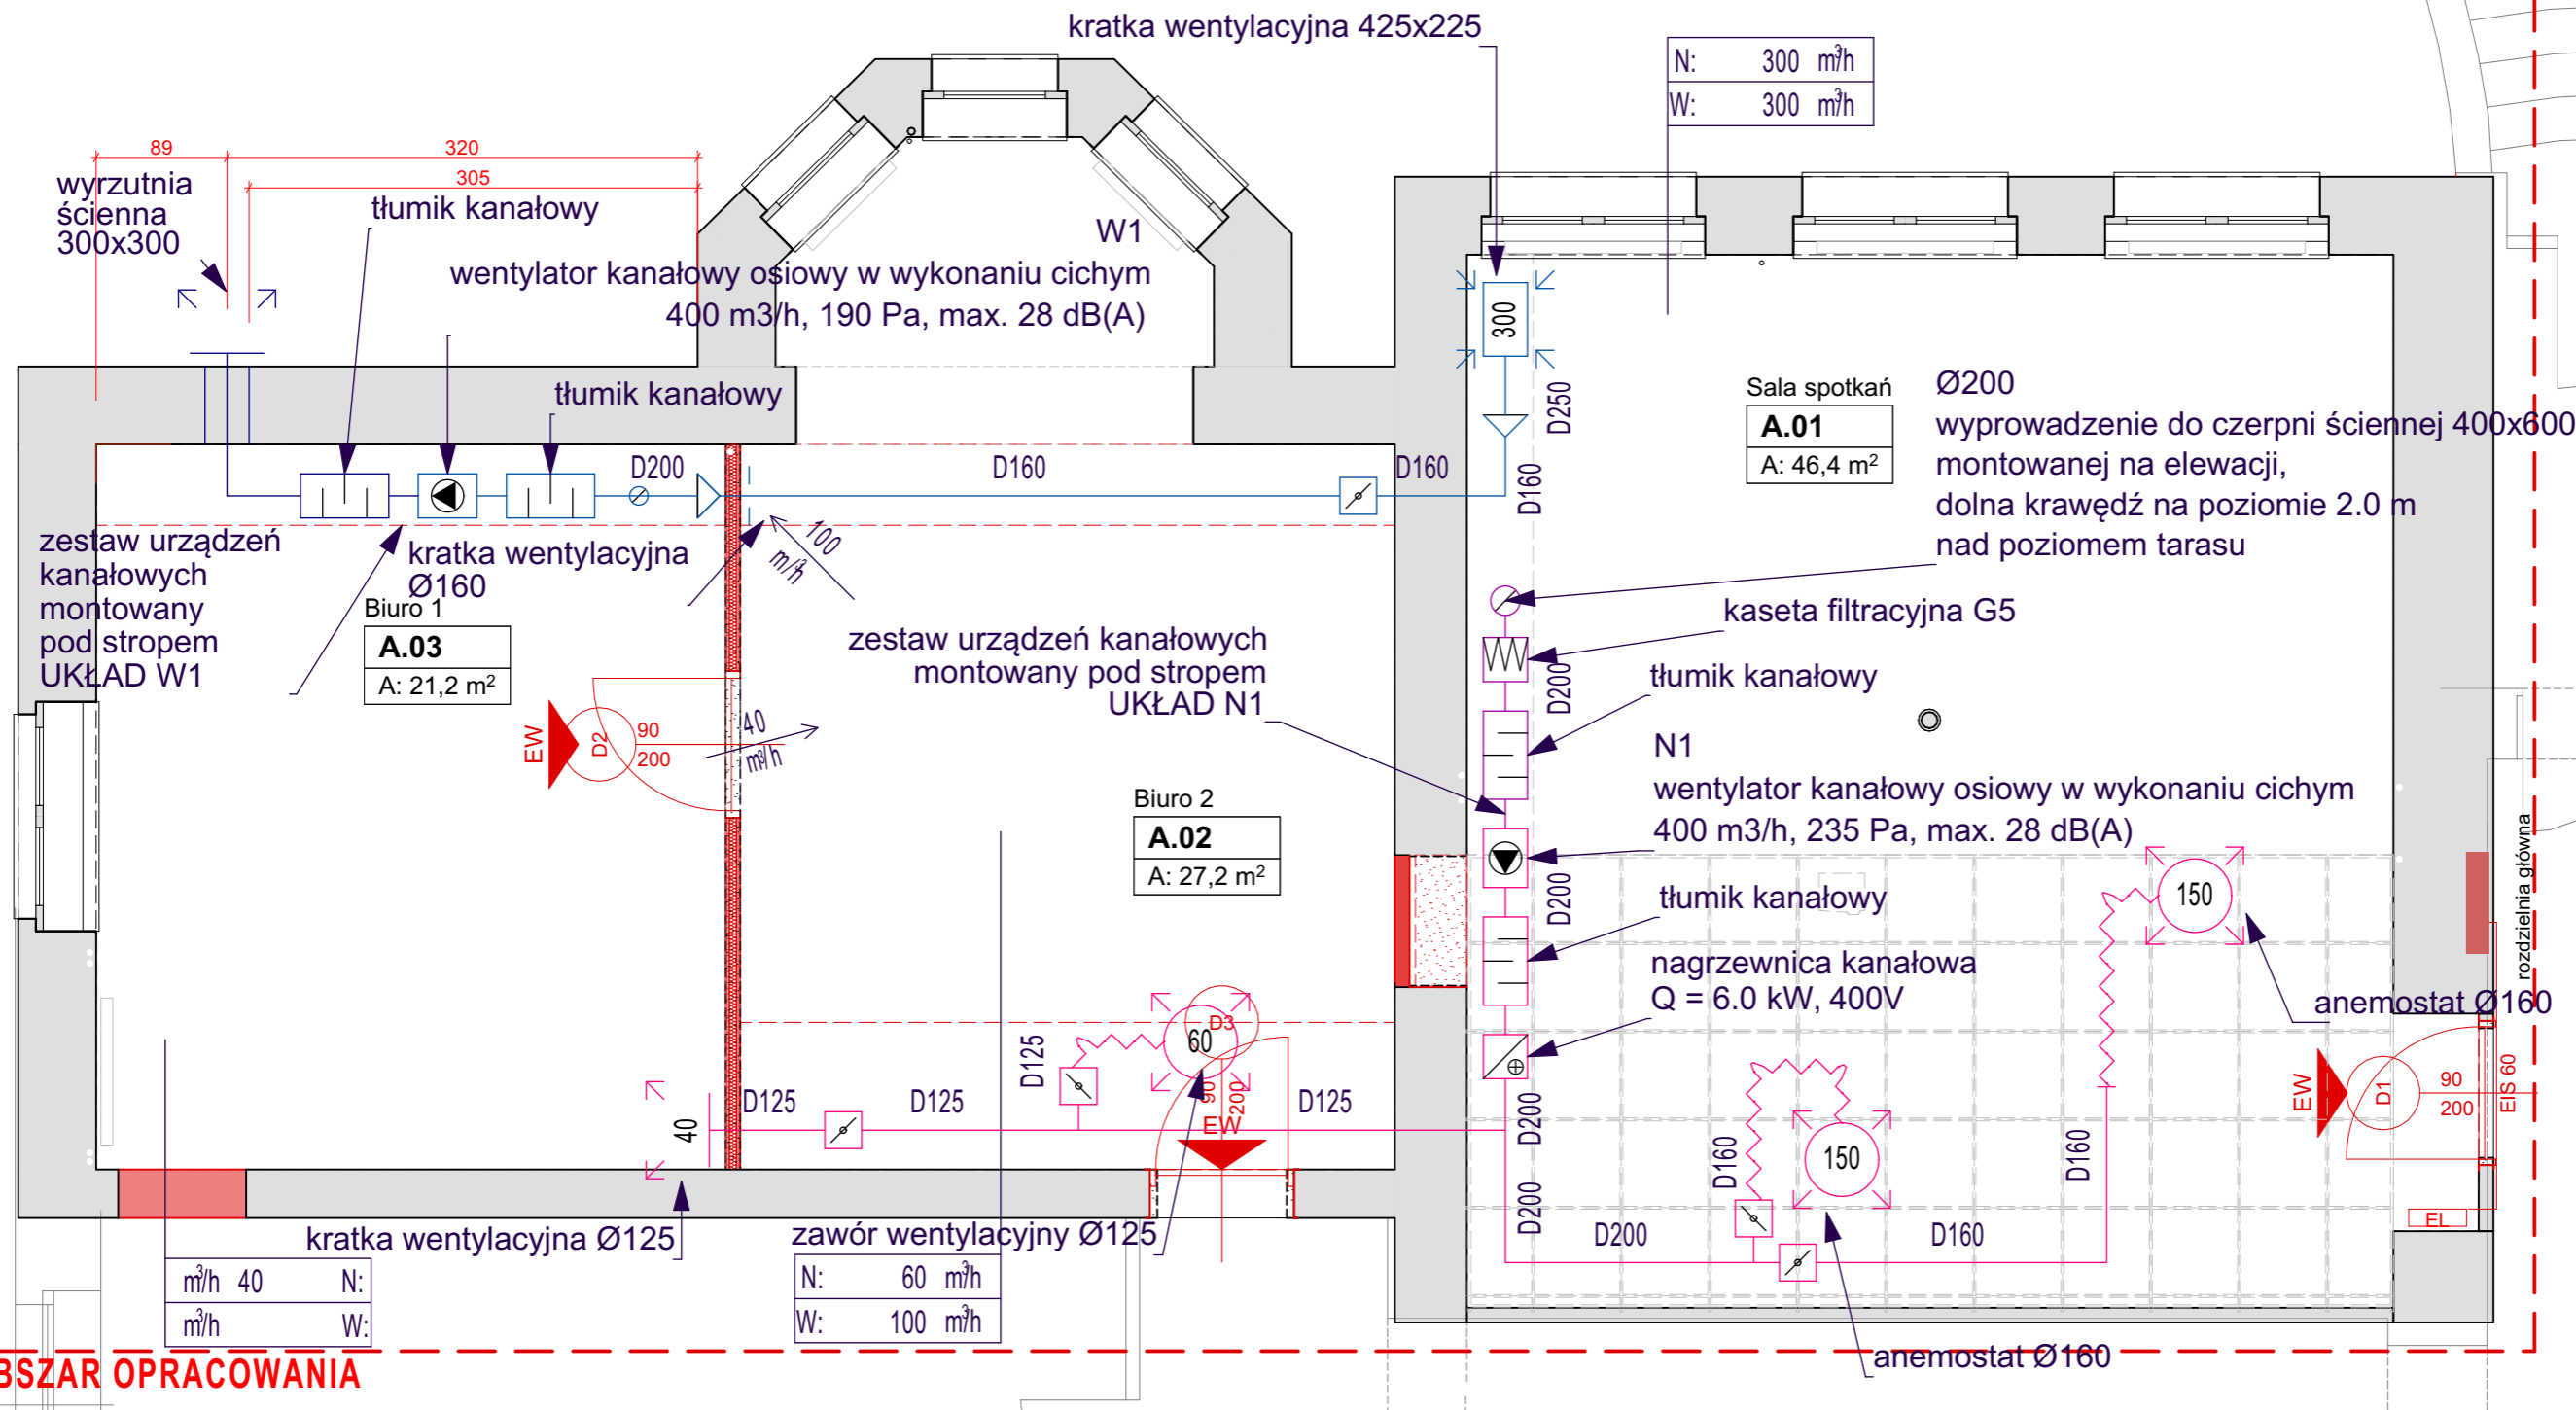 kratka wentylacyjna 425x225
N: 300 m³/h
W: 300 m³/h
89
320
305
wyrzutnia
ścienna
300x300
tłumik kanałowy
W1
wentylator kanałowy osiowy w wykonaniu cichym
400 m3/h, 190 Pa, max. 28 dB(A)
tłumik kanałowy
300
D250
D160
Sala spotkań
A.01
A: 46,4 m²
Ø200
wyprowadzenie do czerpni ściennej 400x600
montowanej na elewacji,
dolna krawędź na poziomie 2.0 m
nad poziomem tarasu
D200
D160
D160
zestaw urządzeń
kanałowych
montowany
pod stropem
UKŁAD W1
kratka wentylacyjna
Ø160
100
m³/h
Biuro 1
A.03
A: 21,2 m²
zestaw urządzeń kanałowych
montowany pod stropem
UKŁAD N1
kaseta filtracyjna G5
D200
tłumik kanałowy
EW
D2
90
200
40
m³/h
N1
wentylator kanałowy osiowy w wykonaniu cichym
400 m3/h, 235 Pa, max. 28 dB(A)
Biuro 2
A.02
A: 27,2 m²
D200
tłumik kanałowy
150
rozdzielnia główna
nagrzewnica kanałowa
Q = 6.0 kW, 400V
anemostat Ø160
D3
60
D125
90
200
EW
D125
D125
D125
40
D200
D200
D160
150
D160
EW
D1
90
200
EIS 60
EL
D200
D160
kratka wentylacyjna Ø125
zawór wentylacyjny Ø125
m³/h 40 N:
m³/h W:
N: 60 m³/h
W: 100 m³/h
anemostat Ø160
BSZAR OPRACOWANIA